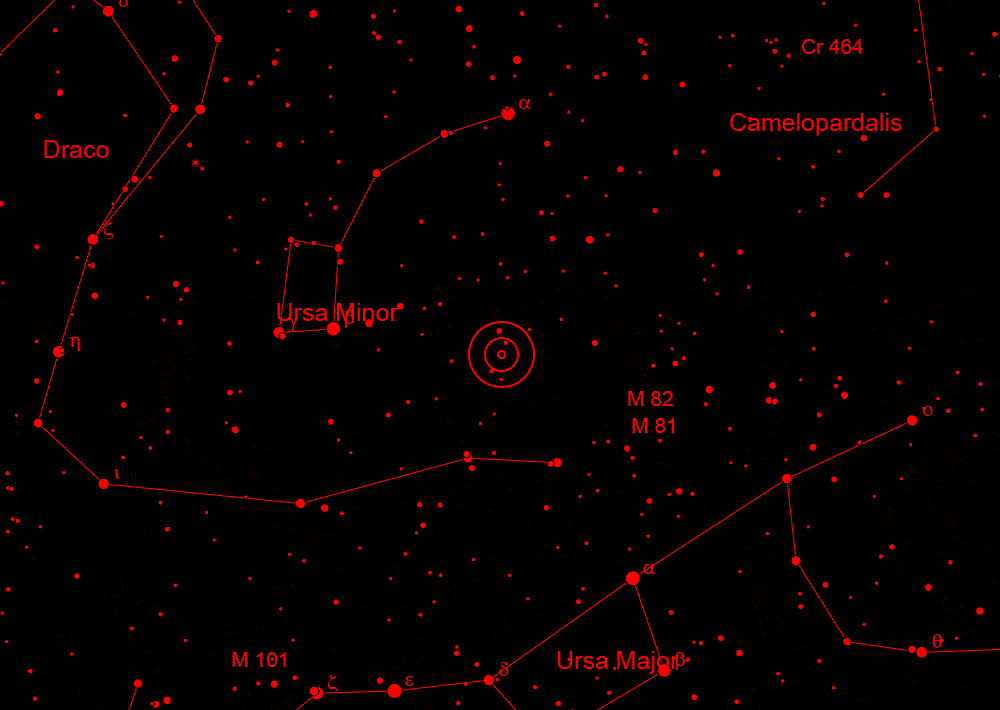 δ
Cr 464
α
Camelopardalis
Draco
ζ
Ursa Minor
γ
β
η
M 82
ο
M 81
ι
α
θ
M 101
Ursa Major
β
δ
ζ
ε